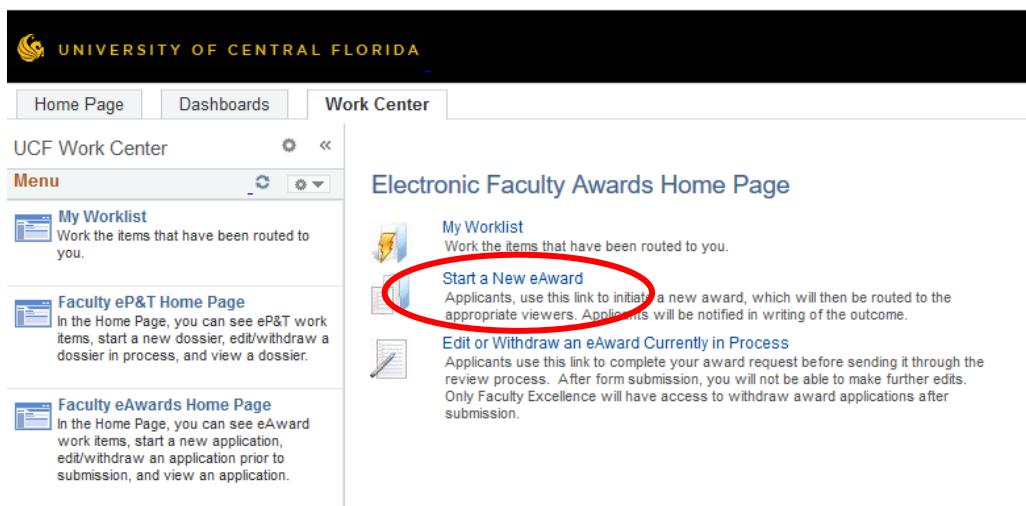 UNIVERSITY OF CENTRAL FLORIDA
Home Page
Dashboards
Work Center
UCF Work Center
«
Menu
My Worklist
Work the items that have been routed to
you.
Faculty eP&T Home Page
In the Home Page, you can see eP&T work
items, start a new dossier, edit/withdraw a
dossier in process, and view a dossier.
Faculty eAwards Home Page
In the Home Page, you can see eAward
work items, start a new application,
edit/withdraw an application prior to
submission, and view an application.
Electronic Faculty Awards Home Page
My Worklist
Work the items that have been routed to you.
Start a New eAward
Applicants, use this link to initiate a new award, which will then be routed to the
appropriate viewers. Applicants will be notified in writing of the outcome.
Edit or Withdraw an eAward Currently in Process
Applicants use this link to complete your award request before sending it through the
review process. After form submission, you will not be able to make further edits.
Only Faculty Excellence will have access to withdraw award applications after
submission.